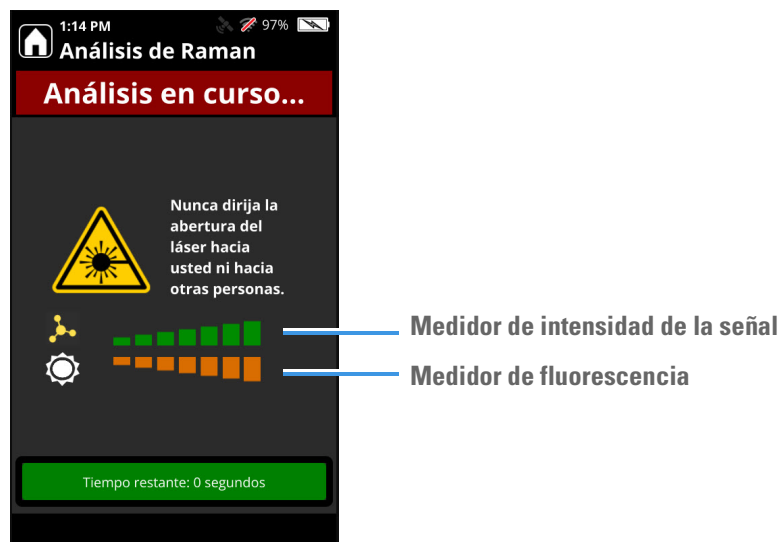 1:14 PM
97%
Análisis de Raman
Análisis en curso...
Nunca dirija la
abertura del
láser hacia
usted ni hacia
otras personas.
Medidor de intensidad de la señal
Medidor de fluorescencia
Tiempo restante: 0 segundos